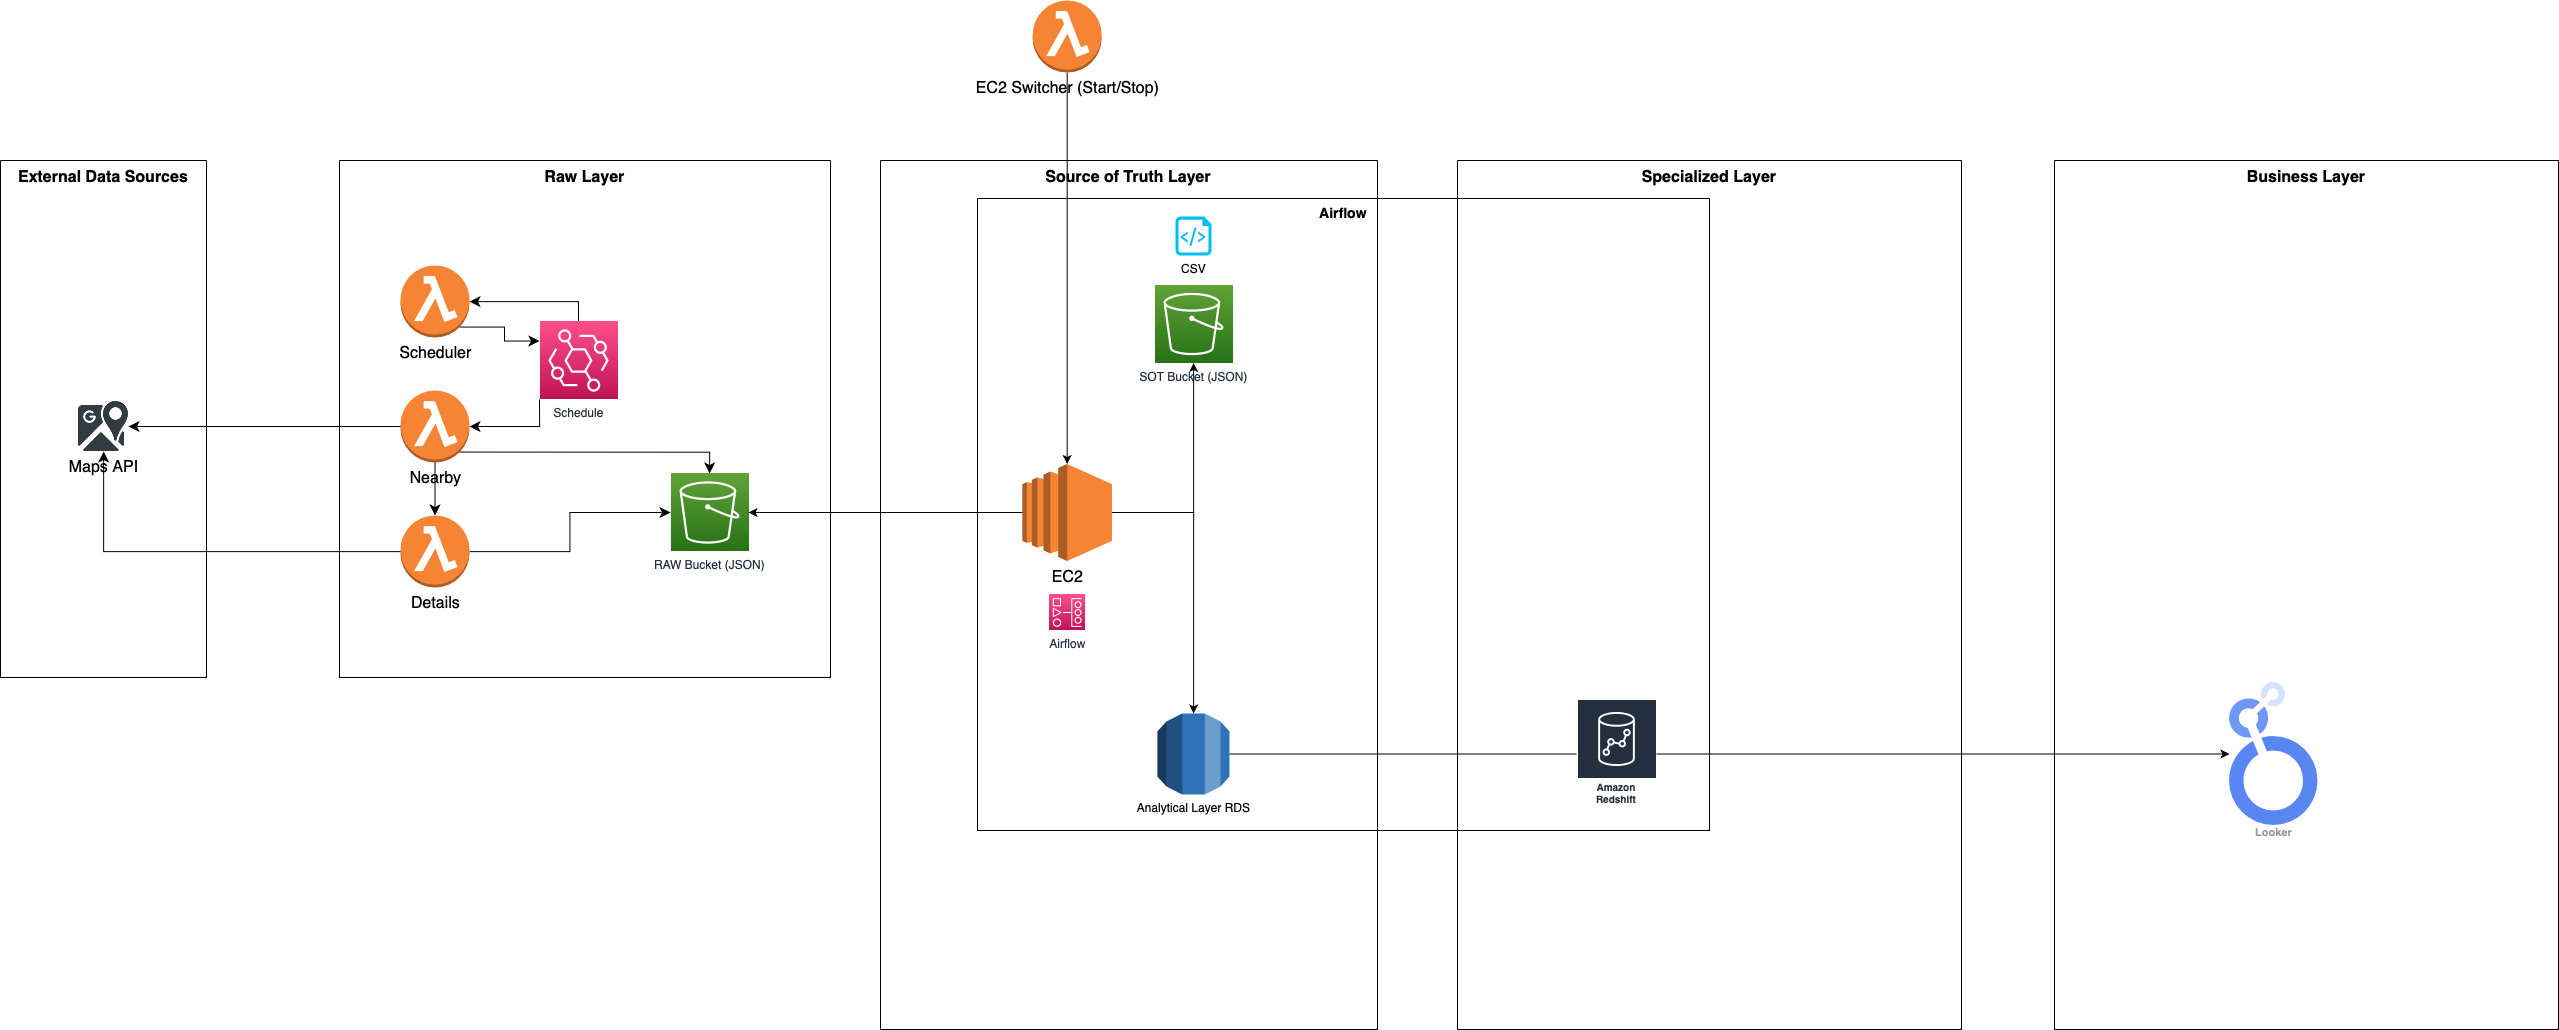 EC2 Switcher (Start/Stop)
External Data Sources
Raw Layer
Source of Truth Layer
Specialized Layer
Business Layer
Airflow
CSV
SOT Bucket (JSON)
Scheduler
Schedule
G
Maps API
Nearby
RAW Bucket (JSON)
Details
EC2
Airflow
Analytical Layer RDS
Amazon
Redshift
Looker